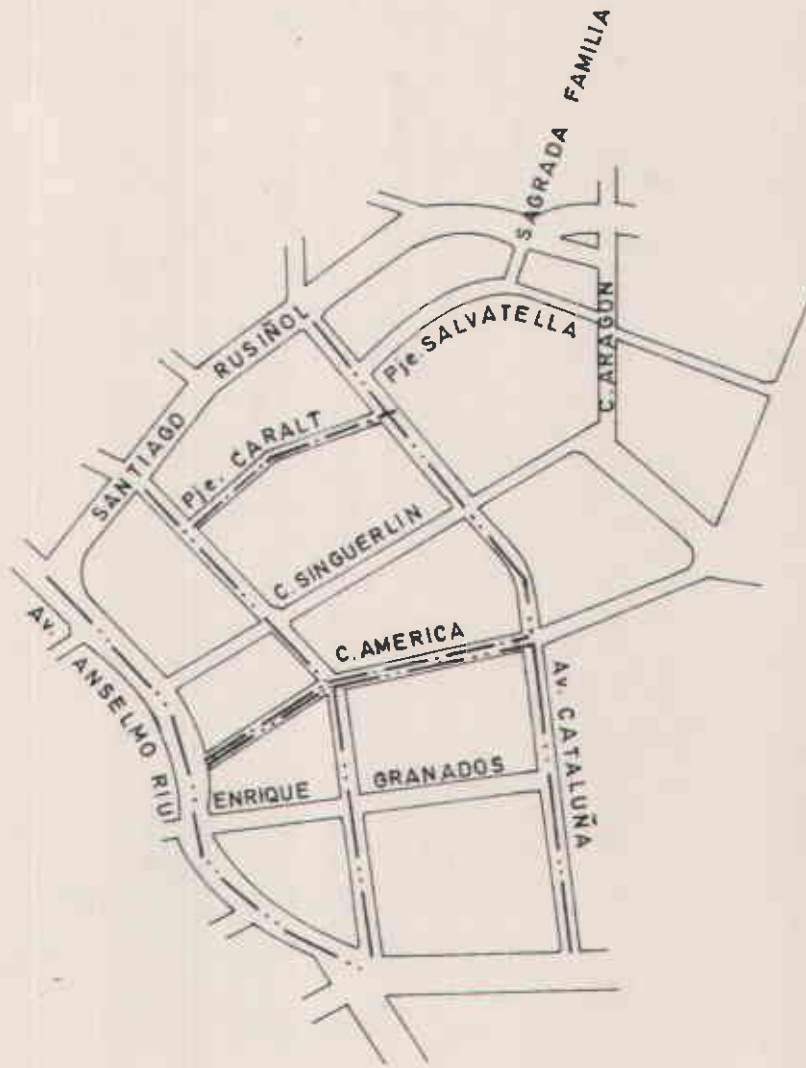 SAGRADA FAMILIA
SANTIAGO RUSIÑOL
Pje. SALVATELLA
C. ARAGON
Pje. CARALT
C. SINGUERLIN
C. AMERICA
Av. ANSELMO RIU
ENRIQUE GRANADOS
Av. CATALUÑA